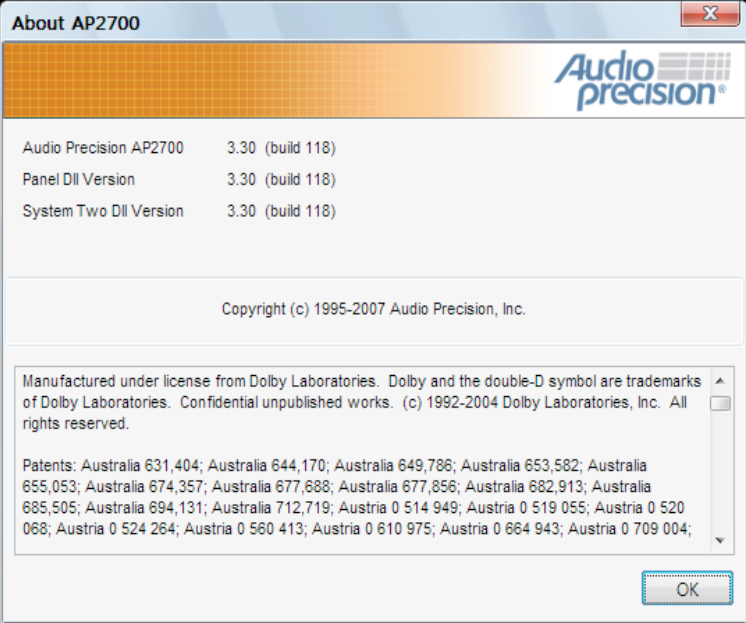 About AP2700
Audio
precision®
Audio Precision AP2700 3.30 (build 118)
Panel Dll Version 3.30 (build 118)
System Two Dll Version 3.30 (build 118)
Copyright (c) 1995-2007 Audio Precision, Inc.
Manufactured under license from Dolby Laboratories. Dolby and the double-D symbol are trademarks
of Dolby Laboratories. Confidential unpublished works. (c) 1992-2004 Dolby Laboratories, Inc. All
rights reserved.
Patents: Australia 631,404; Australia 644,170; Australia 649,786; Australia 653,582; Australia
655,053; Australia 674,357; Australia 677,688; Australia 677,856; Australia 682,913; Australia
685,505; Australia 694,131; Australia 712,719; Austria 0 514 949; Austria 0 519 055; Austria 0 520
068; Austria 0 524 264; Austria 0 560 413; Austria 0 610 975; Austria 0 664 943; Austria 0 709 004;
OK